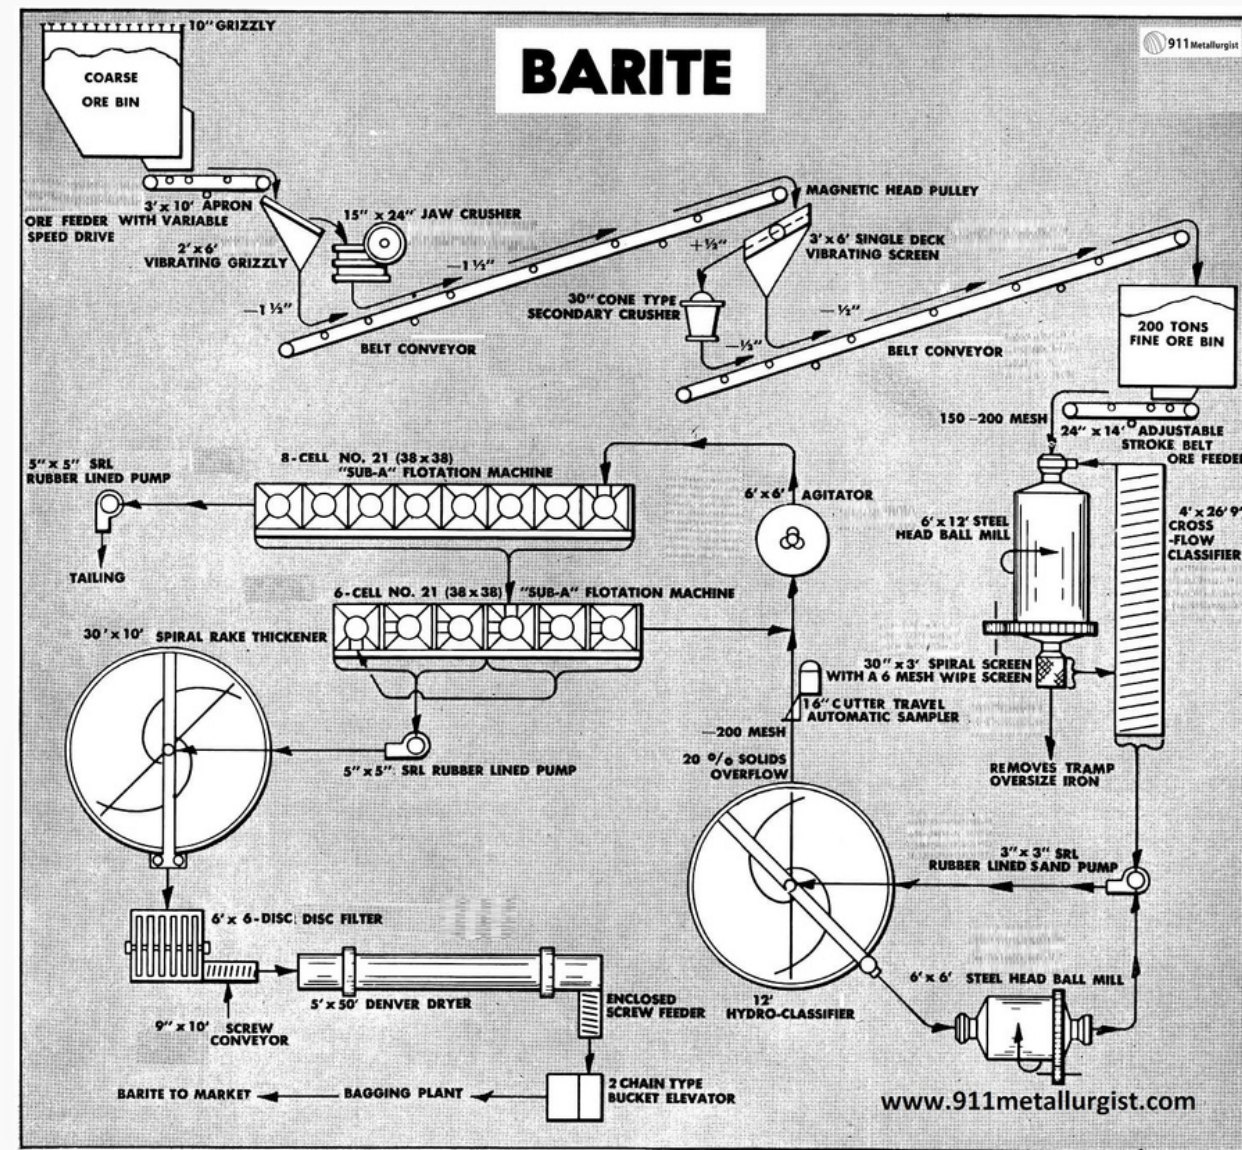 10" GRIZZLY
BARITE
911 Metallurgist
COARSE
ORE BIN
3' x 10' APRON
ORE FEEDER WITH VARIABLE
SPEED DRIVE
2' x 6'
VIBRATING GRIZZLY
15" x 24" JAW CRUSHER
—1 ½"
—1 ½"
BELT CONVEYOR
MAGNETIC HEAD PULLEY
+½"
3' x 6' SINGLE DECK
VIBRATING SCREEN
30" CONE TYPE
SECONDARY CRUSHER
—½"
—½"
BELT CONVEYOR
200 TONS
FINE ORE BIN
150 -200 MESH
24" x 14' ADJUSTABLE
STROKE BELT
ORE FEEDER
5" x 5" SRL
RUBBER LINED PUMP
8-CELL NO. 21 (38 x 38)
"SUB-A" FLOTATION MACHINE
6' x 6' AGITATOR
6' x 12' STEEL
HEAD BALL MILL
4' x 26' 9"
CROSS
-FLOW
CLASSIFIER
TAILING
6-CELL NO. 21 (38 x 38) "SUB-A" FLOTATION MACHINE
30' x 10' SPIRAL RAKE THICKENER
30" x 3' SPIRAL SCREEN
WITH A 6 MESH WIPE SCREEN
16" CUTTER TRAVEL
AUTOMATIC SAMPLER
—200 MESH
20 % SOLIDS
OVERFLOW
5" x 5" SRL RUBBER LINED PUMP
REMOVES TRAMP
OVERSIZE IRON
3" x 3" SRL
RUBBER LINED SAND PUMP
6' x 6-DISC: DISC FILTER
6' x 6' STEEL HEAD BALL MILL
5' x 50' DENVER DRYER
ENCLOSED
SCREW FEEDER
12'
HYDRO-CLASSIFIER
9" x 10' SCREW
CONVEYOR
2 CHAIN TYPE
BUCKET ELEVATOR
BARITE TO MARKET
BAGGING PLANT
www.911metallurgist.com